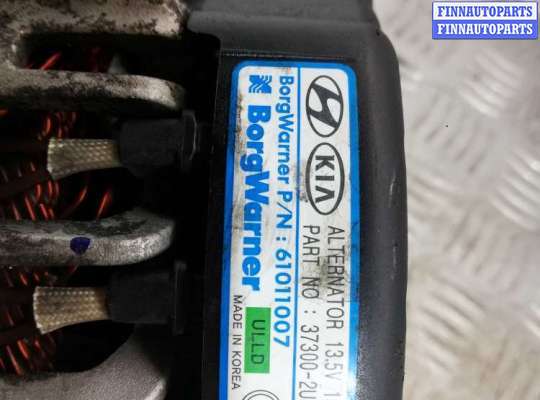 FINNAUTOPARTS
FINNAUTOPARTS
KIA
ALTERNATOR 13.5V
PART NO : 37300-2U
BorgWarner P/N : 61011007
BorgWarner
ULLD
MADE IN KOREA